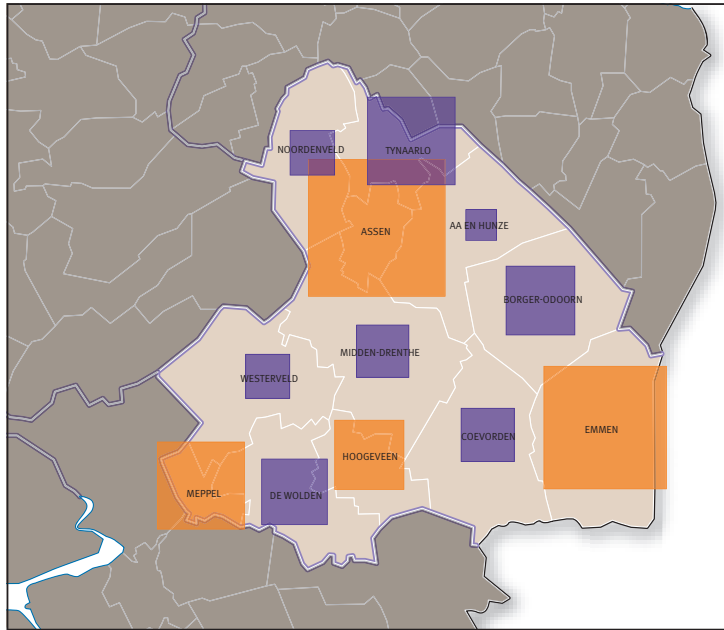 NOORDENVELD
TYNAARLO
ASSEN
AA EN HUNZE
BORGER-ODOORN
MIDDEN-DRENTHE
WESTERVELD
EMMEN
COEVORDEN
HOOGEVEEN
MEPPEL
DE WOLDEN